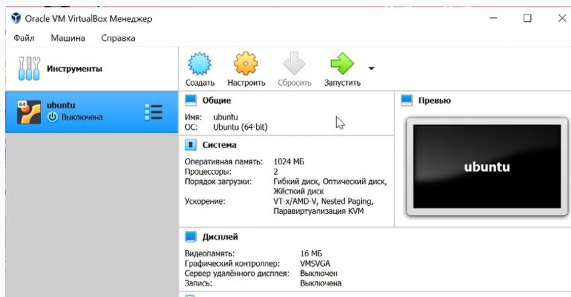 Oracle VM VirtualBox Менеджер
Файл Машина Справка
Инструменты
Создать Настроить Сбросить Запустить
64 ubuntu
Выключена
Общие
Имя: ubuntu
ОС: Ubuntu (64-bit)
Система
Оперативная память: 1024 МБ
Процессоры: 2
Порядок загрузки: Гибкий диск, Оптический диск,
Жёсткий диск
Ускорение: VT-x/AMD-V, Nested Paging,
Паравиртуализация KVM
Дисплей
Видеопамять: 16 МБ
Графический контроллер: VMSVGA
Сервер удалённого дисплея: Выключен
Запись: Выключена
Превью
ubuntu